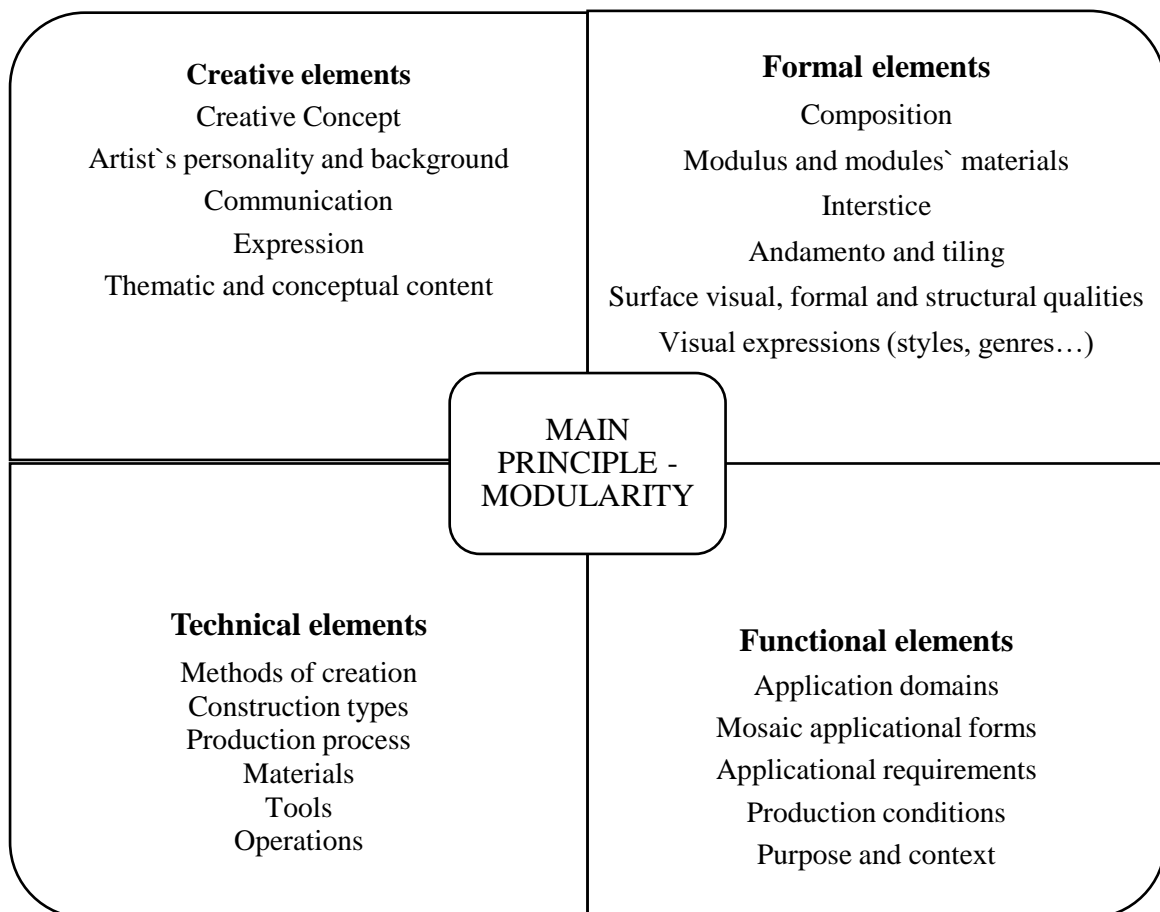 Creative elements
Creative Concept
Artist`s personality and background
Communication
Expression
Thematic and conceptual content
Formal elements
Composition
Modulus and modules` materials
Interstice
Andamento and tiling
Surface visual, formal and structural qualities
Visual expressions (styles, genres…)
MAIN
PRINCIPLE -
MODULARITY
Technical elements
Methods of creation
Construction types
Production process
Materials
Tools
Operations
Functional elements
Application domains
Mosaic applicational forms
Applicational requirements
Production conditions
Purpose and context